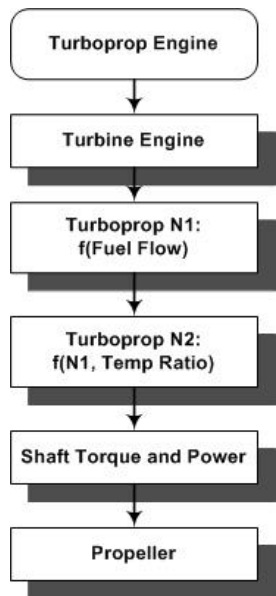 Turboprop Engine
Turbine Engine
Turboprop N1:
f(Fuel Flow)
Turboprop N2:
f(N1, Temp Ratio)
Shaft Torque and Power
Propeller